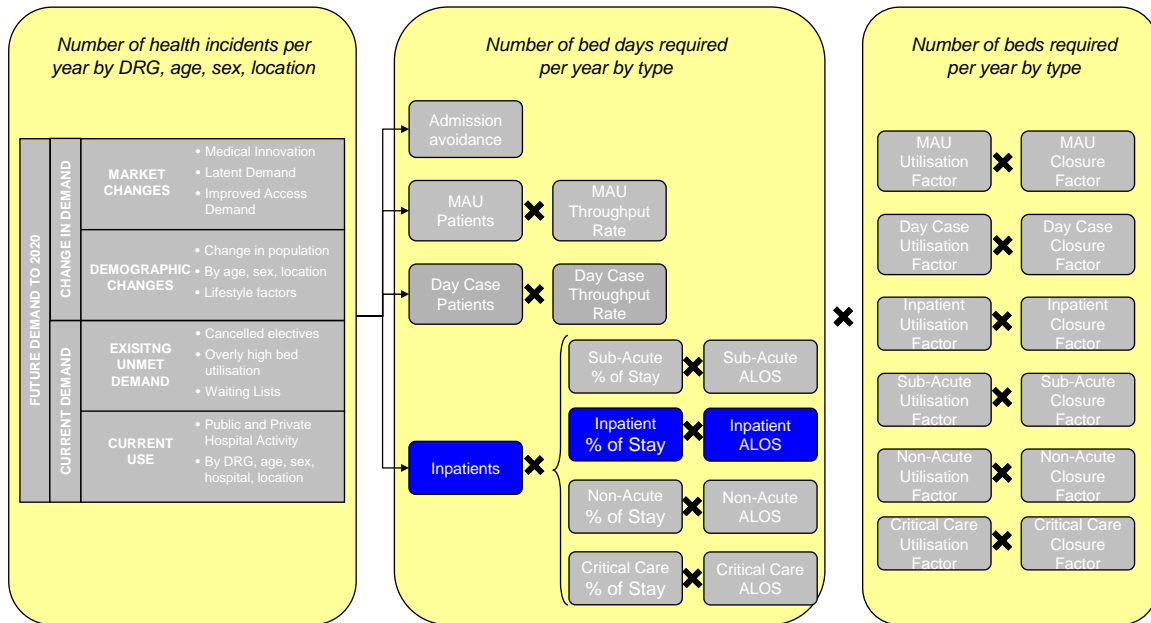 Number of health incidents per
year by DRG, age, sex, location
FUTURE DEMAND TO 2020
CHANGE IN DEMAND
MARKET
CHANGES
• Medical Innovation
• Latent Demand
• Improved Access
Demand
DEMOGRAPHIC
CHANGES
• Change in population
• By age, sex, location
• Lifestyle factors
CURRENT DEMAND
EXISITNG
UNMET
DEMAND
• Cancelled electives
• Overly high bed
utilisation
• Waiting Lists
CURRENT
USE
• Public and Private
Hospital Activity
• By DRG, age, sex,
hospital, location
Number of bed days required
per year by type
Admission
avoidance
MAU
Patients
MAU
Throughput
Rate
Day Case
Patients
Day Case
Throughput
Rate
Inpatients
Sub-Acute
% of Stay
Sub-Acute
ALOS
Inpatient
% of Stay
Inpatient
ALOS
Non-Acute
% of Stay
Non-Acute
ALOS
Critical Care
% of Stay
Critical Care
ALOS
Number of beds required
per year by type
MAU
Utilisation
Factor
MAU
Closure
Factor
Day Case
Utilisation
Factor
Day Case
Closure
Factor
Inpatient
Utilisation
Factor
Inpatient
Closure
Factor
Sub-Acute
Utilisation
Factor
Sub-Acute
Closure
Factor
Non-Acute
Utilisation
Factor
Non-Acute
Closure
Factor
Critical Care
Utilisation
Factor
Critical Care
Closure
Factor